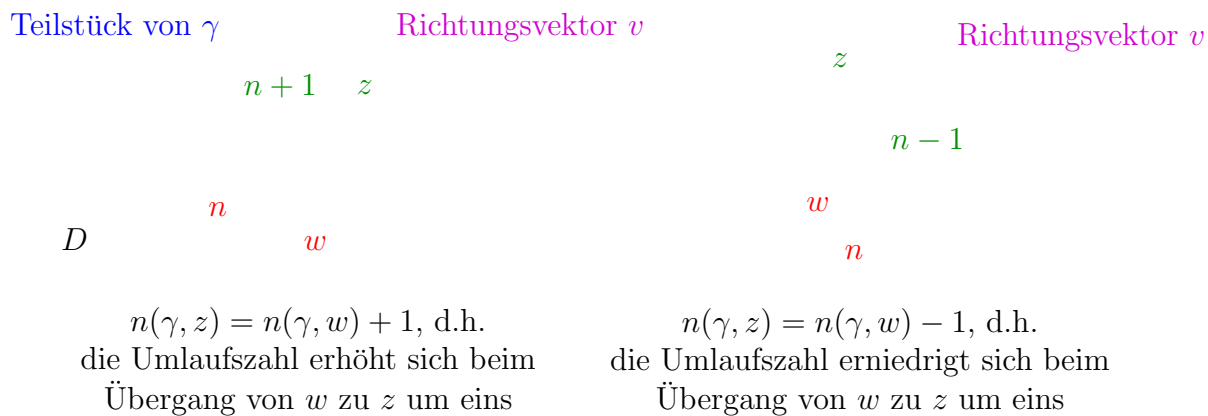 Teilstück von γ
Richtungsvektor v
Richtungsvektor v
n + 1
z
z
n − 1
n
w
D
w
n
n(γ, z) = n(γ, w) + 1, d.h.
die Umlaufszahl erhöht sich beim
Übergang von w zu z um eins
n(γ, z) = n(γ, w) − 1, d.h.
die Umlaufszahl erniedrigt sich beim
Übergang von w zu z um eins